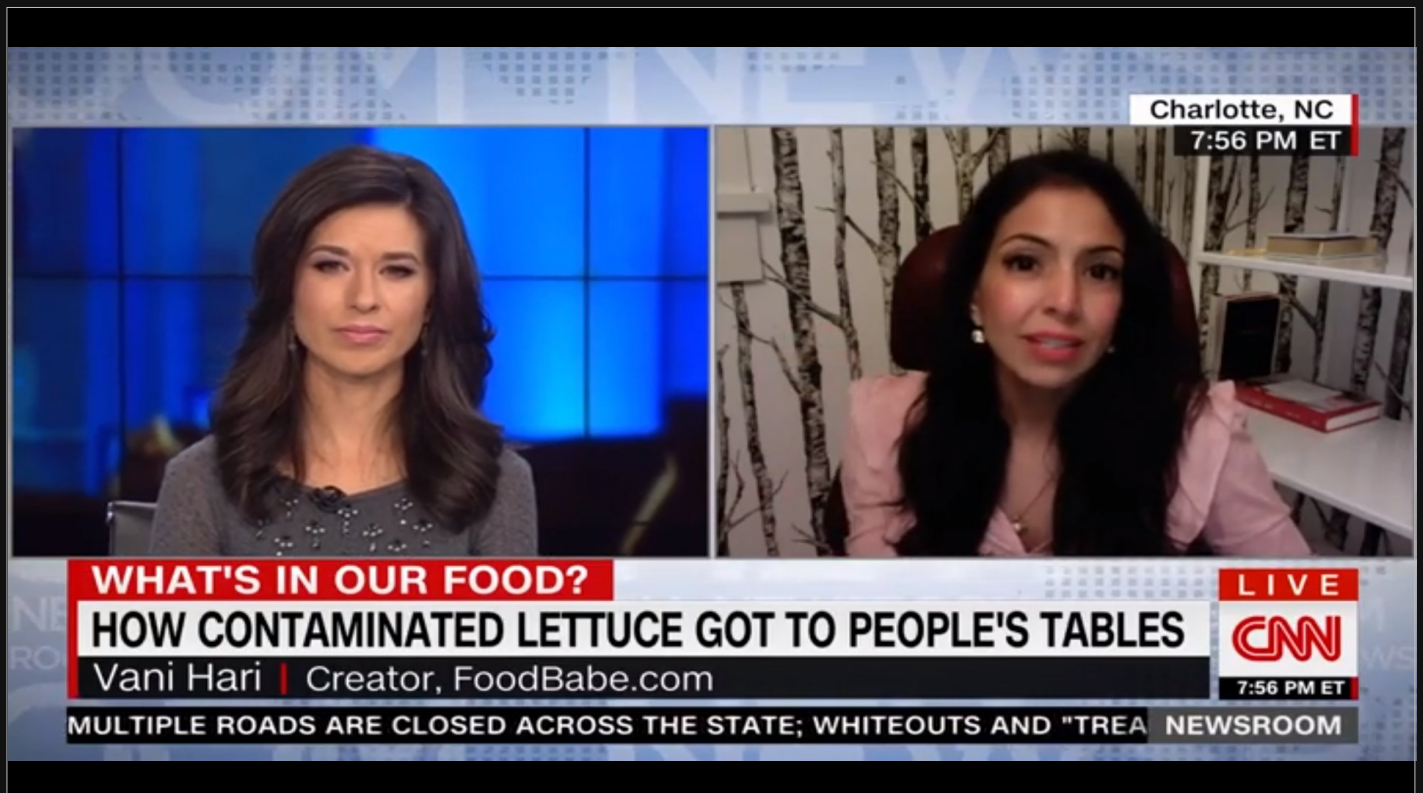 Charlotte, NC
7:56 PM ET
WHAT'S IN OUR FOOD?
HOW CONTAMINATED LETTUCE GOT TO PEOPLE'S TABLES
Vani Hari | Creator, FoodBabe.com
LIVE
CNN
7:56 PM ET
MULTIPLE ROADS ARE CLOSED ACROSS THE STATE; WHITEOUTS AND "TREA
NEWSROOM